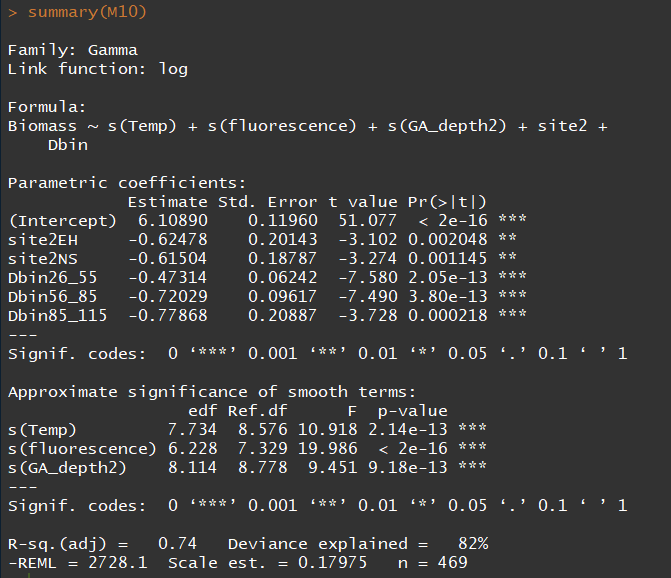 > summary(M10)

Family: Gamma
Link function: log

Formula:
Biomass ~ s(Temp) + s(fluorescence) + s(GA_depth2) + site2 +
    Dbin

Parametric coefficients:
            Estimate Std. Error t value Pr(>|t|)
(Intercept)  6.10890    0.11960  51.077  < 2e-16 ***
site2EH     -0.62478    0.20143  -3.102 0.002048 **
site2NS     -0.61504    0.18787  -3.274 0.001145 **
Dbin26_55   -0.47314    0.06242  -7.580 2.05e-13 ***
Dbin56_85   -0.72029    0.09617  -7.490 3.80e-13 ***
Dbin85_115  -0.77868    0.20887  -3.728 0.000218 ***
---
Signif. codes:  0 ‘***’ 0.001 ‘**’ 0.01 ‘*’ 0.05 ‘.’ 0.1 ‘ ’ 1

Approximate significance of smooth terms:
                  edf Ref.df      F  p-value
s(Temp)         7.734  8.576 10.918 2.14e-13 ***
s(fluorescence) 6.228  7.329 19.986  < 2e-16 ***
s(GA_depth2)    8.114  8.778  9.451 9.18e-13 ***
---
Signif. codes:  0 ‘***’ 0.001 ‘**’ 0.01 ‘*’ 0.05 ‘.’ 0.1 ‘ ’ 1

R-sq.(adj) =   0.74   Deviance explained =   82%
-REML = 2728.1  Scale est. = 0.17975   n = 469